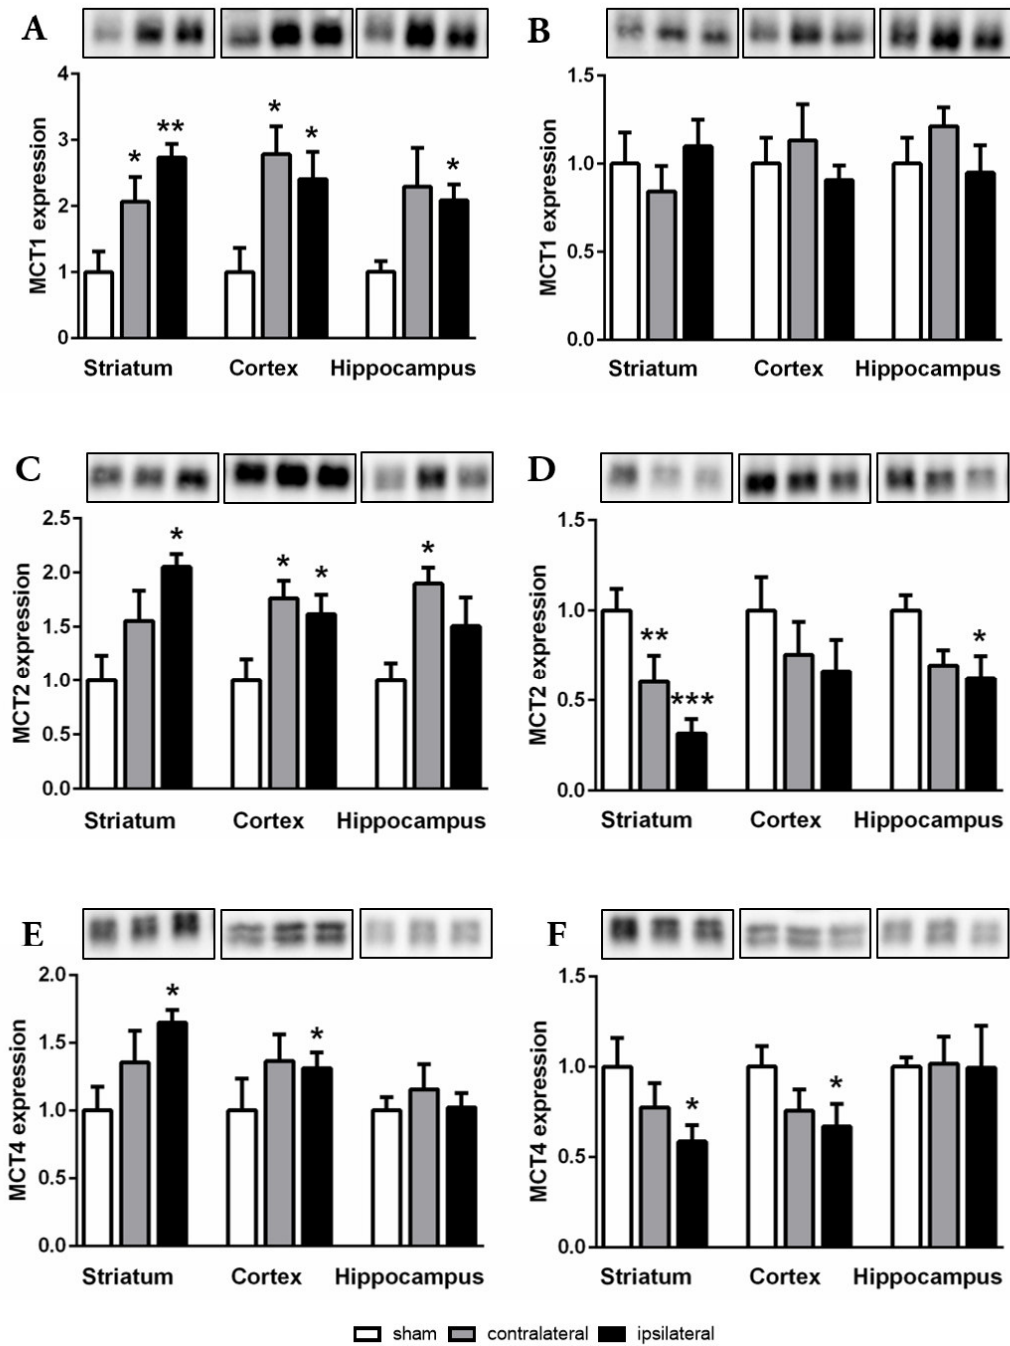 A
B
4
3
2
1
0
MCT1 expression
*
**
*
*
*
Striatum
Cortex
Hippocampus
1.5
1.0
0.5
0.0
MCT1 expression
Striatum
Cortex
Hippocampus
C
D
2.5
2.0
1.5
1.0
0.5
0.0
MCT2 expression
*
*
*
*
Striatum
Cortex
Hippocampus
1.5
1.0
0.5
0.0
MCT2 expression
**
***
*
Striatum
Cortex
Hippocampus
E
F
2.0
1.5
1.0
0.5
0.0
MCT4 expression
*
*
Striatum
Cortex
Hippocampus
1.5
1.0
0.5
0.0
MCT4 expression
*
*
Striatum
Cortex
Hippocampus
sham contralateral ipsilateral